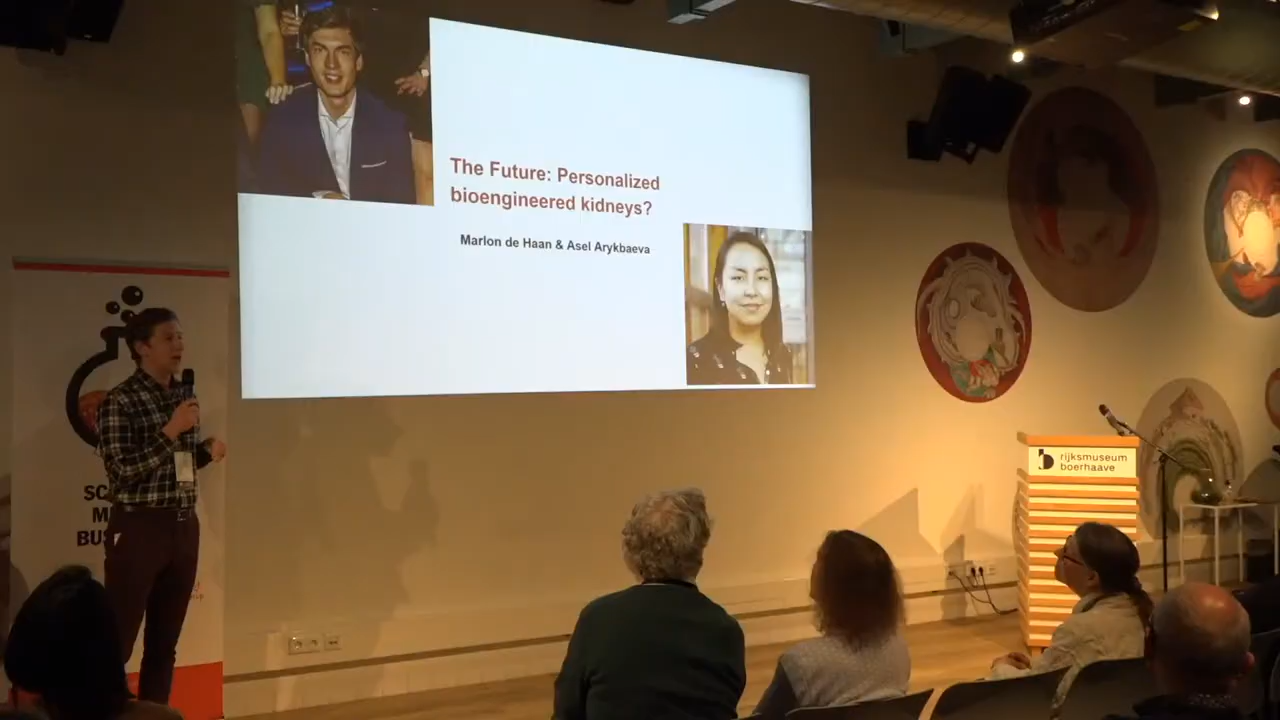 The Future: Personalized
bioengineered kidneys?
Marlon de Haan & Asel Arykbaeva
rijksmuseum
boerhaave